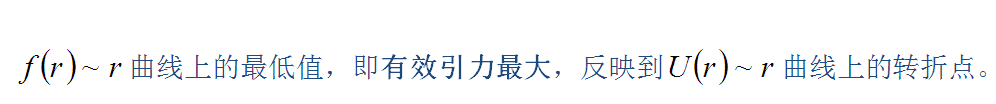 f(r) ~ r 曲线上的最低值，即有效引力最大，反映到U(r) ~ r 曲线上的转折点。